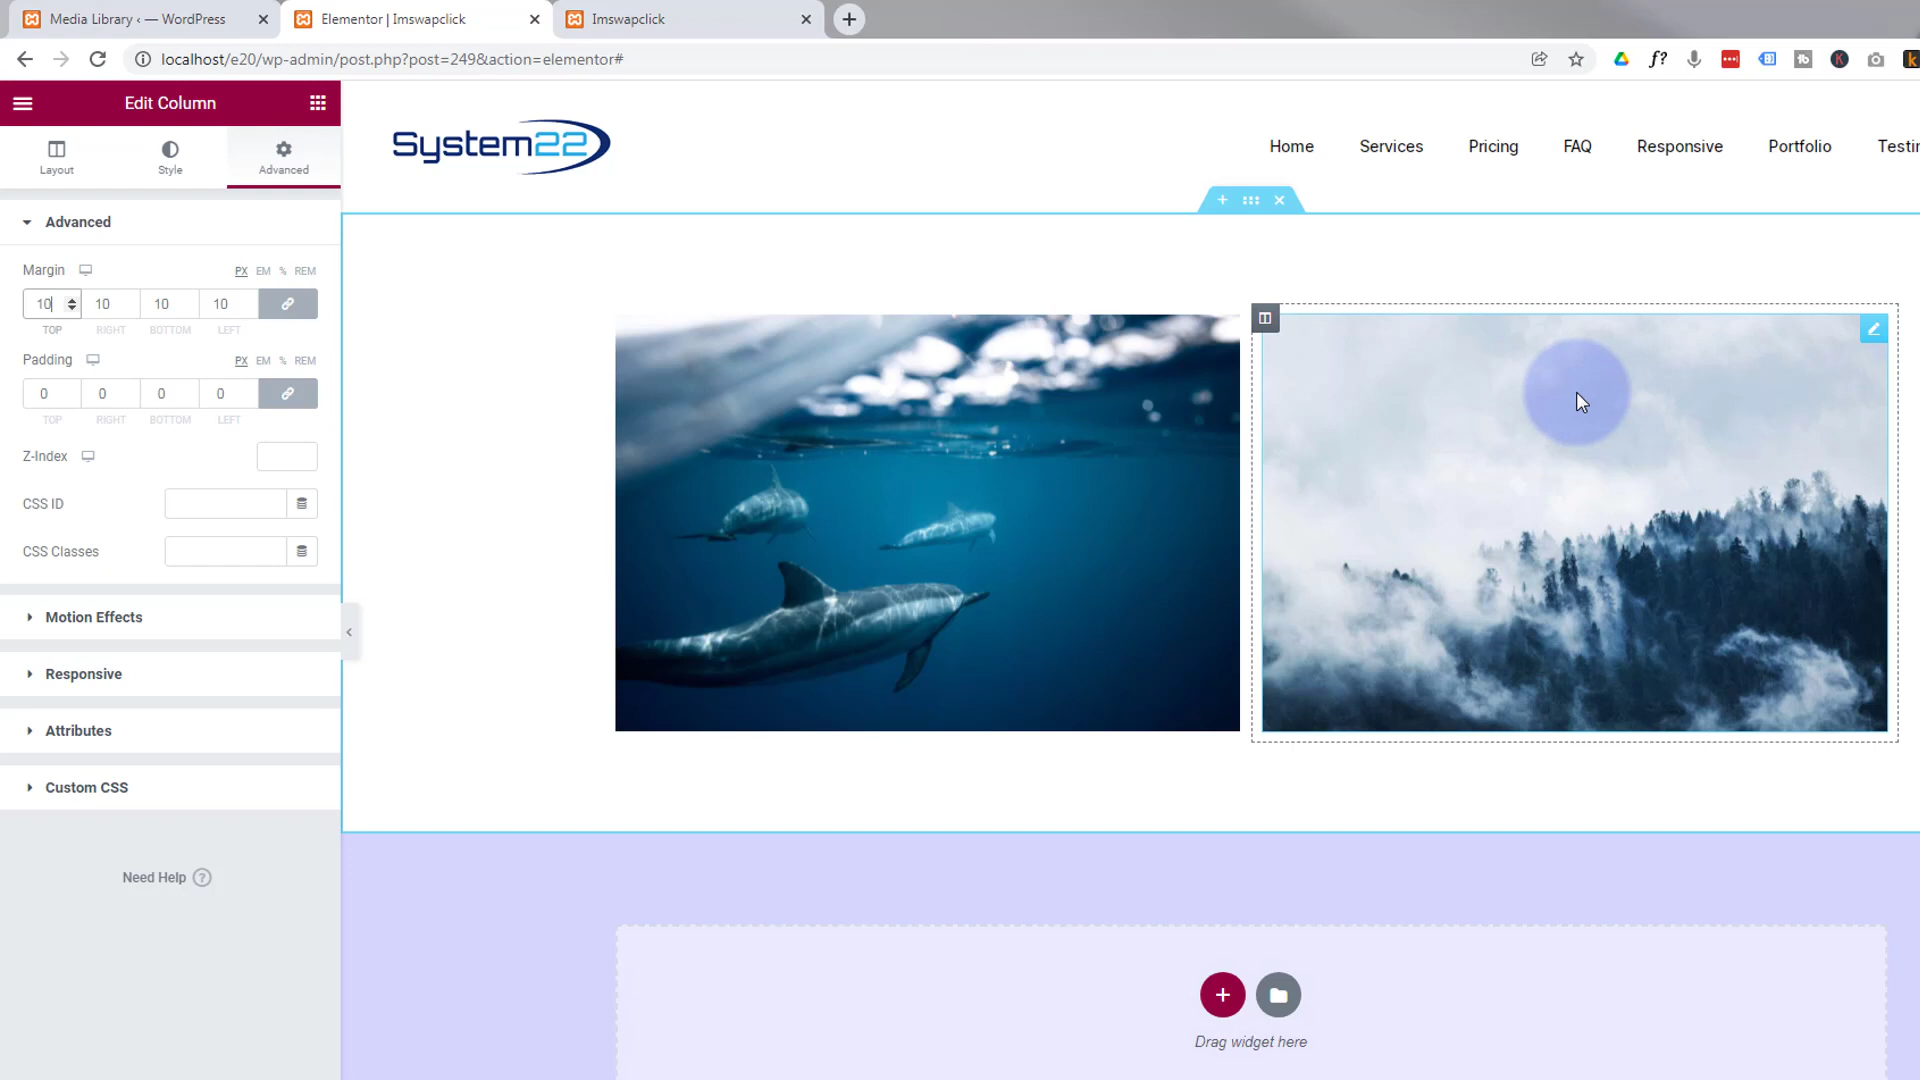 Media Library ‹ — WordPress
Elementor | Imswapclick
Imswapclick
localhost/e20/wp-admin/post.php?post=249&action=elementor#
f?
Edit Column
Layout
Style
Advanced
Advanced
Margin
PX EM % REM
10 10 10 10
TOP RIGHT BOTTOM LEFT
Padding
PX EM % REM
0 0 0 0
TOP RIGHT BOTTOM LEFT
Z-Index
CSS ID
CSS Classes
Motion Effects
Responsive
Attributes
Custom CSS
Need Help ?
System22
Home Services Pricing FAQ Responsive Portfolio Testin
Drag widget here